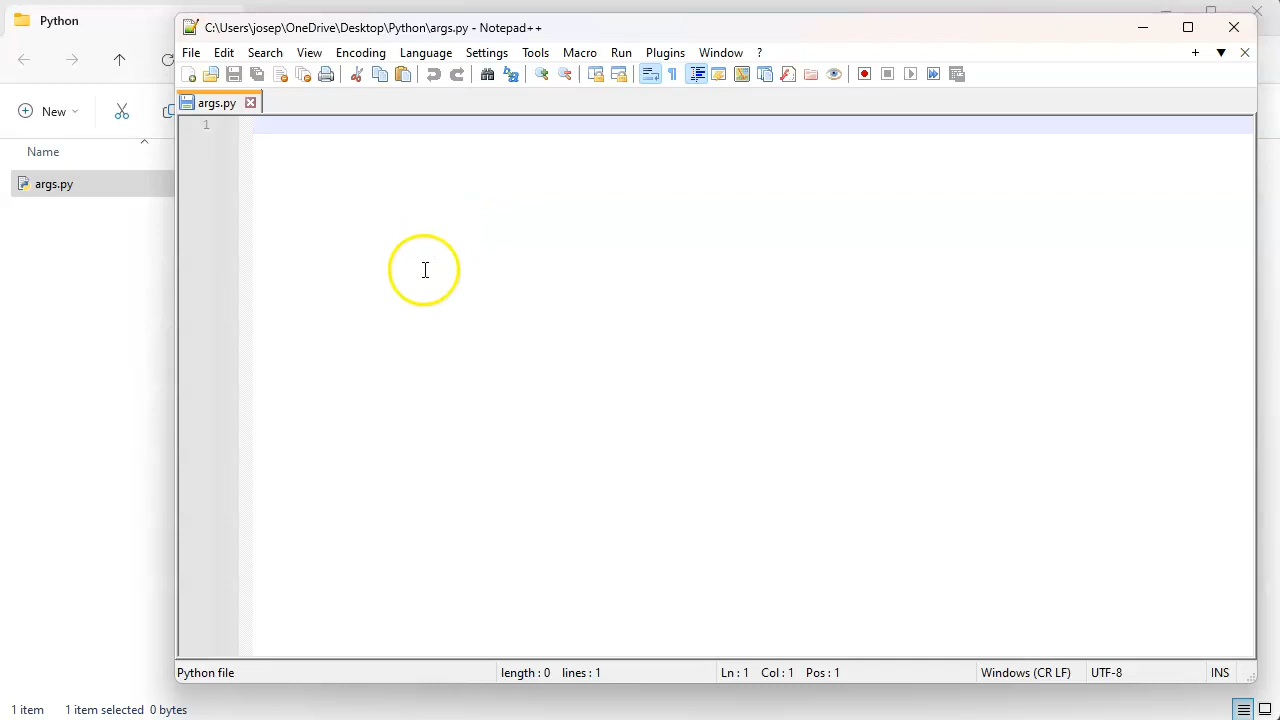 Python
C:\Users\josep\OneDrive\Desktop\Python\args.py - Notepad++
File Edit Search View Encoding Language Settings Tools Macro Run Plugins Window ?
New
args.py
1
Name
args.py
Python file length : 0 lines : 1 Ln : 1 Col : 1 Pos : 1 Windows (CR LF) UTF-8 INS
1 item 1 item selected 0 bytes